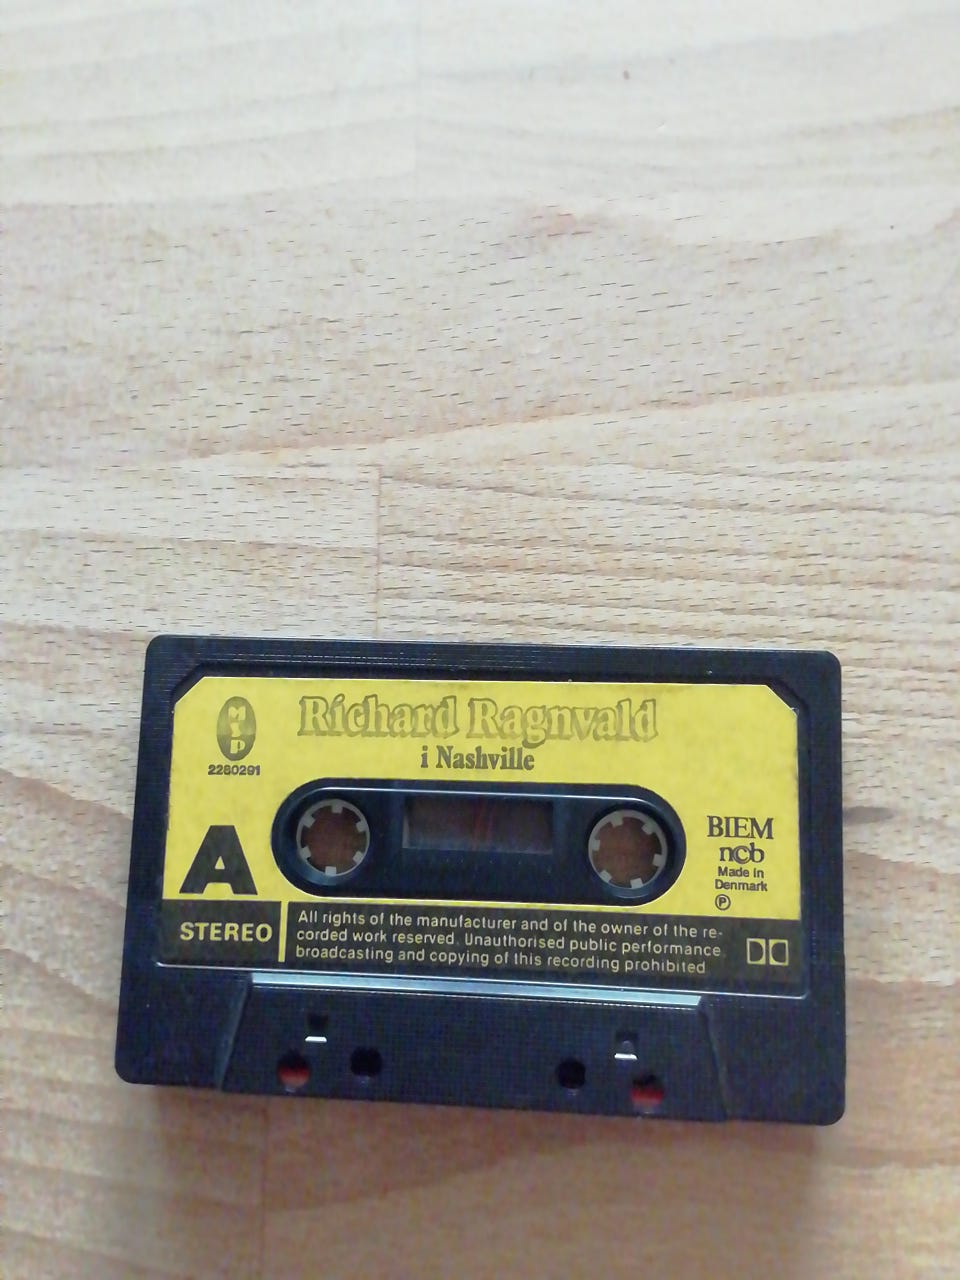 Richard Ragnvald
i Nashville
2280291
A
BIEM
ncb
Made in
Denmark
℗
STEREO
All rights of the manufacturer and of the owner of the re-
corded work reserved. Unauthorised public performance
broadcasting and copying of this recording prohibited